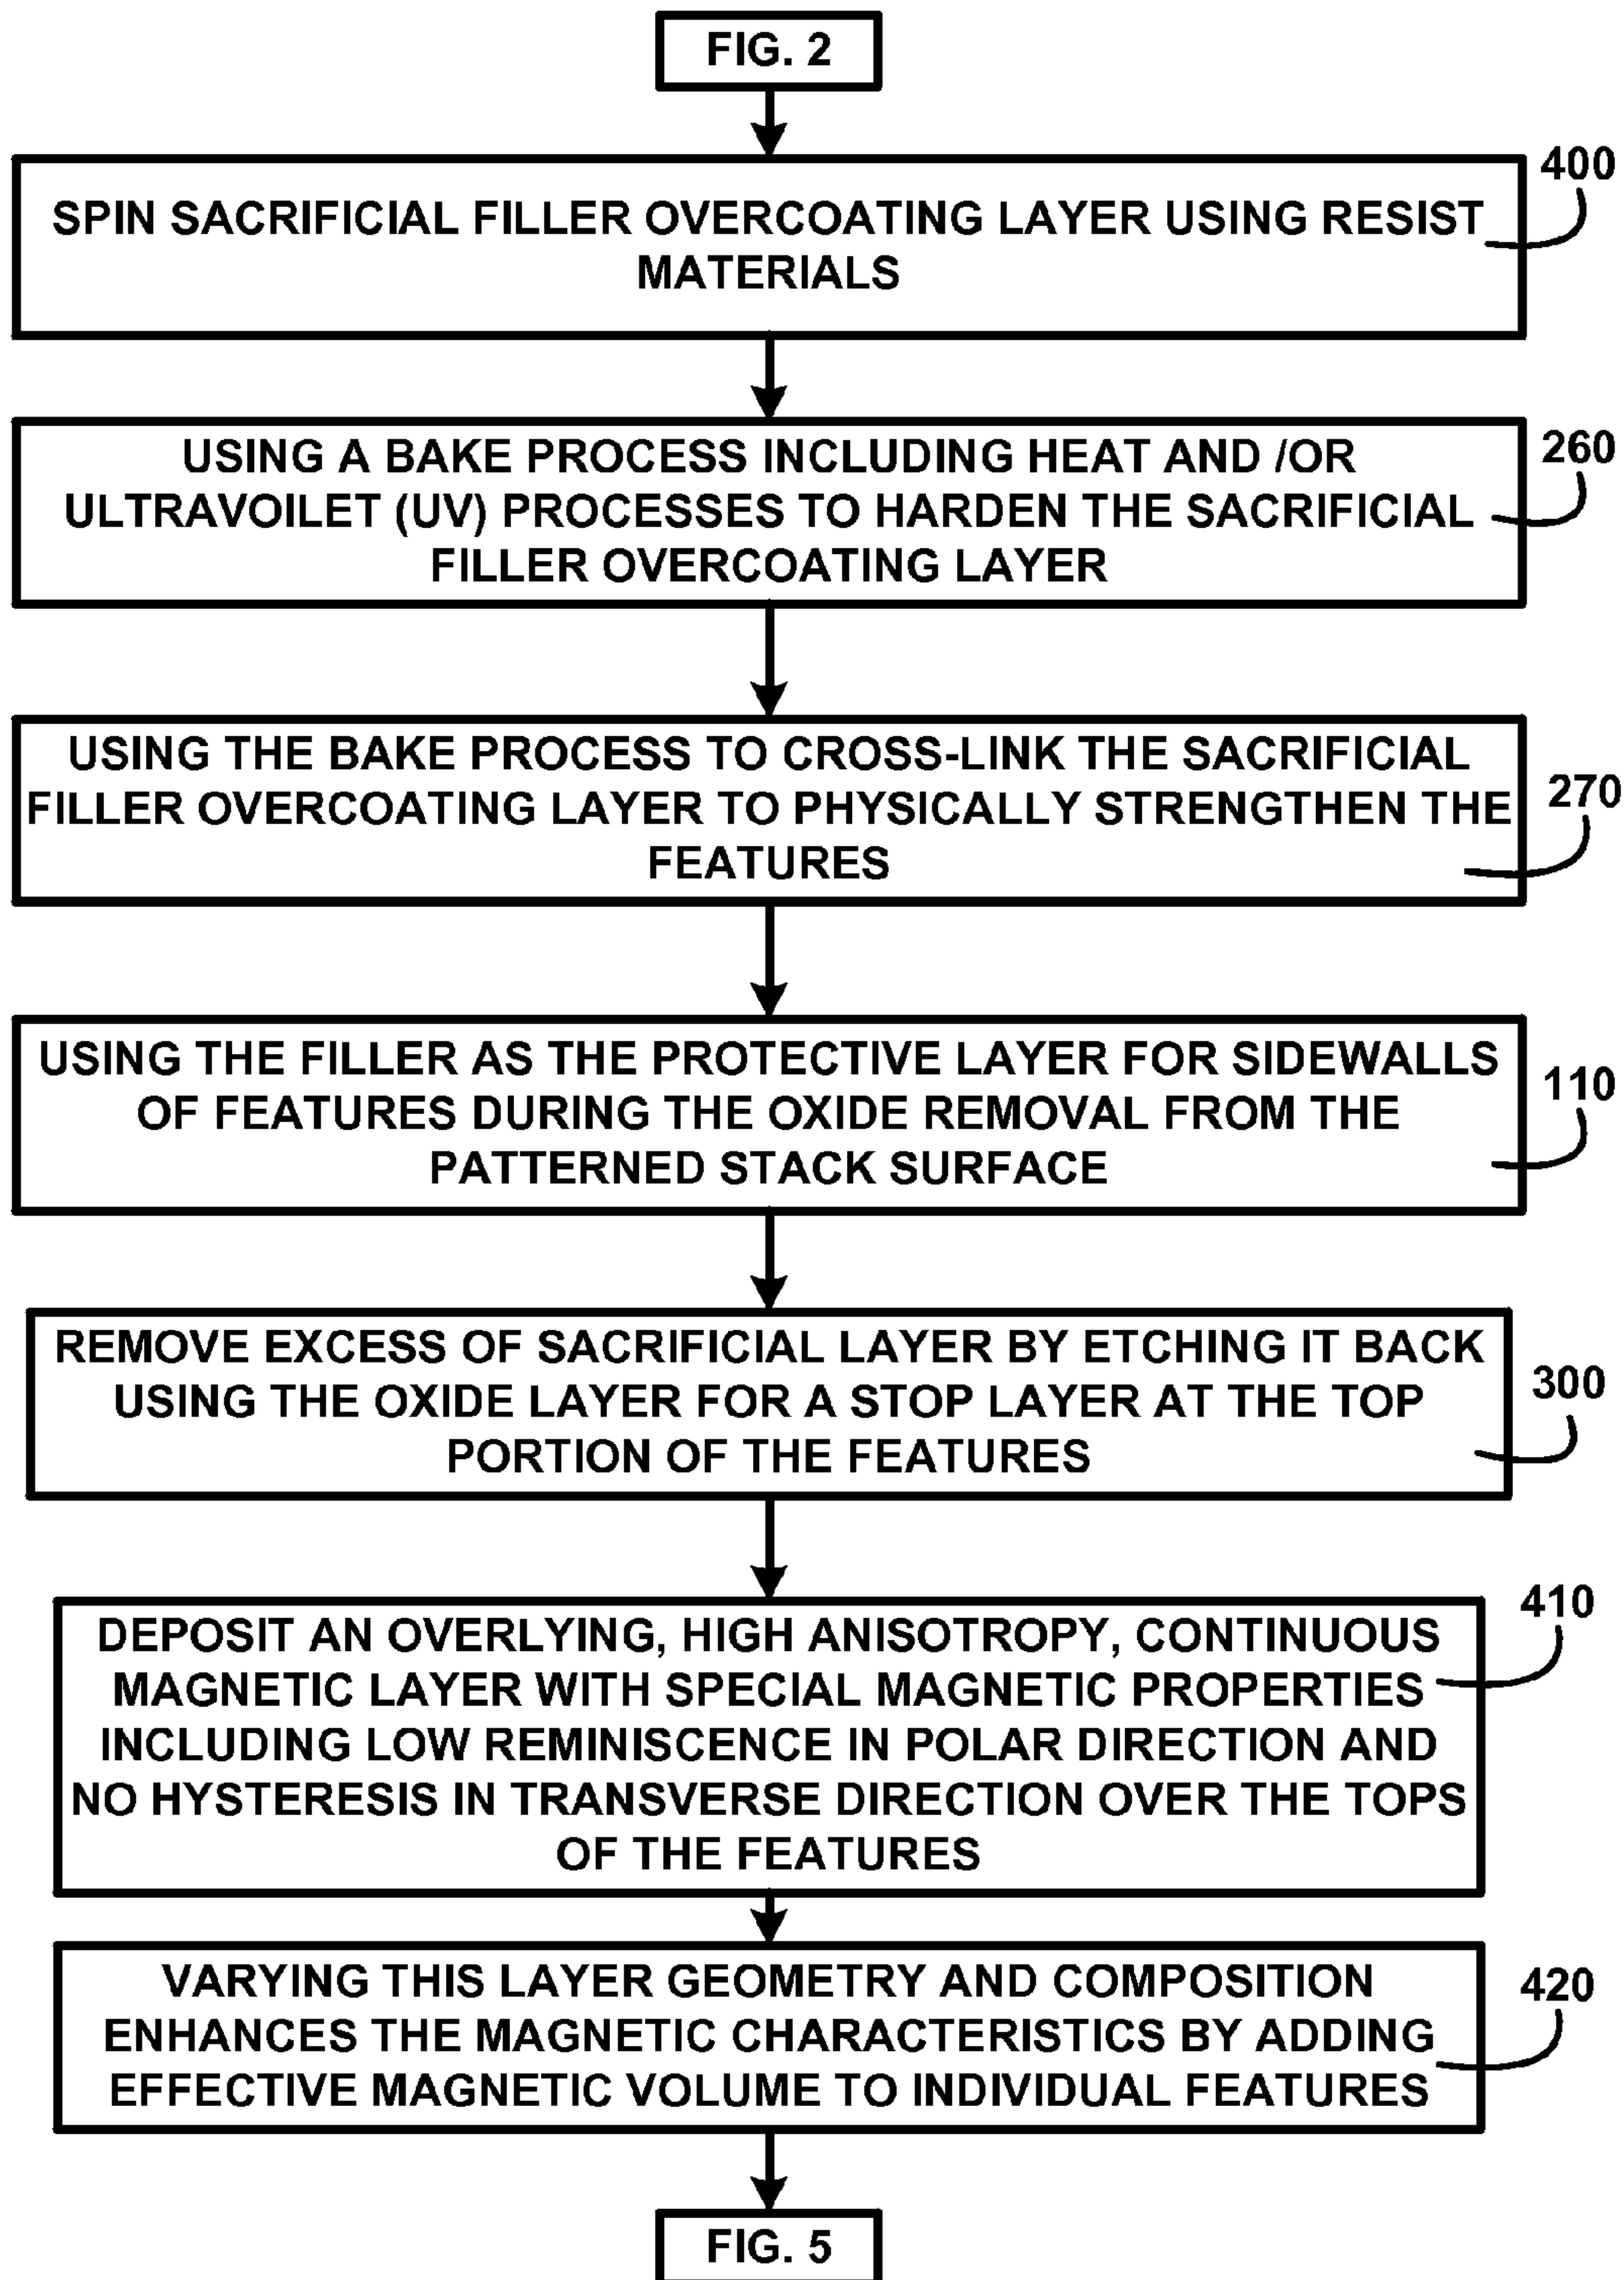 FIG. 2
400
SPIN SACRIFICIAL FILLER OVERCOATING LAYER USING RESIST
MATERIALS
260
USING A BAKE PROCESS INCLUDING HEAT AND /OR
ULTRAVOILET (UV) PROCESSES TO HARDEN THE SACRIFICIAL
FILLER OVERCOATING LAYER
270
USING THE BAKE PROCESS TO CROSS-LINK THE SACRIFICIAL
FILLER OVERCOATING LAYER TO PHYSICALLY STRENGTHEN THE
FEATURES
110
USING THE FILLER AS THE PROTECTIVE LAYER FOR SIDEWALLS
OF FEATURES DURING THE OXIDE REMOVAL FROM THE
PATTERNED STACK SURFACE
300
REMOVE EXCESS OF SACRIFICIAL LAYER BY ETCHING IT BACK
USING THE OXIDE LAYER FOR A STOP LAYER AT THE TOP
PORTION OF THE FEATURES
410
DEPOSIT AN OVERLYING, HIGH ANISOTROPY, CONTINUOUS
MAGNETIC LAYER WITH SPECIAL MAGNETIC PROPERTIES
INCLUDING LOW REMINISCENCE IN POLAR DIRECTION AND
NO HYSTERESIS IN TRANSVERSE DIRECTION OVER THE TOPS
OF THE FEATURES
420
VARYING THIS LAYER GEOMETRY AND COMPOSITION
ENHANCES THE MAGNETIC CHARACTERISTICS BY ADDING
EFFECTIVE MAGNETIC VOLUME TO INDIVIDUAL FEATURES
FIG. 5